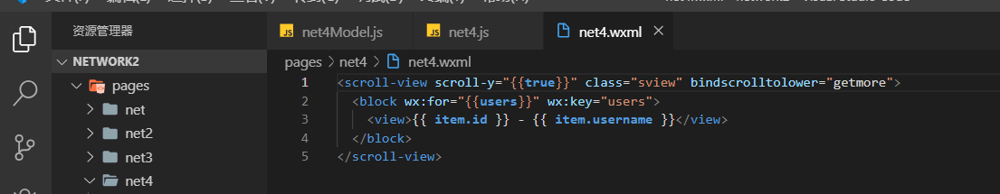 资源管理器
net4Model.js
net4.js
net4.wxml
NETWORK2
pages
net
net2
net3
net4
pages > net4 > net4.wxml
1 <scroll-view scroll-y="{{true}}" class="sview" bindscrolltolower="getmore">
2 <block wx:for="{{users}}" wx:key="users">
3 <view>{{ item.id }} - {{ item.username }}</view>
4 </block>
5 </scroll-view>